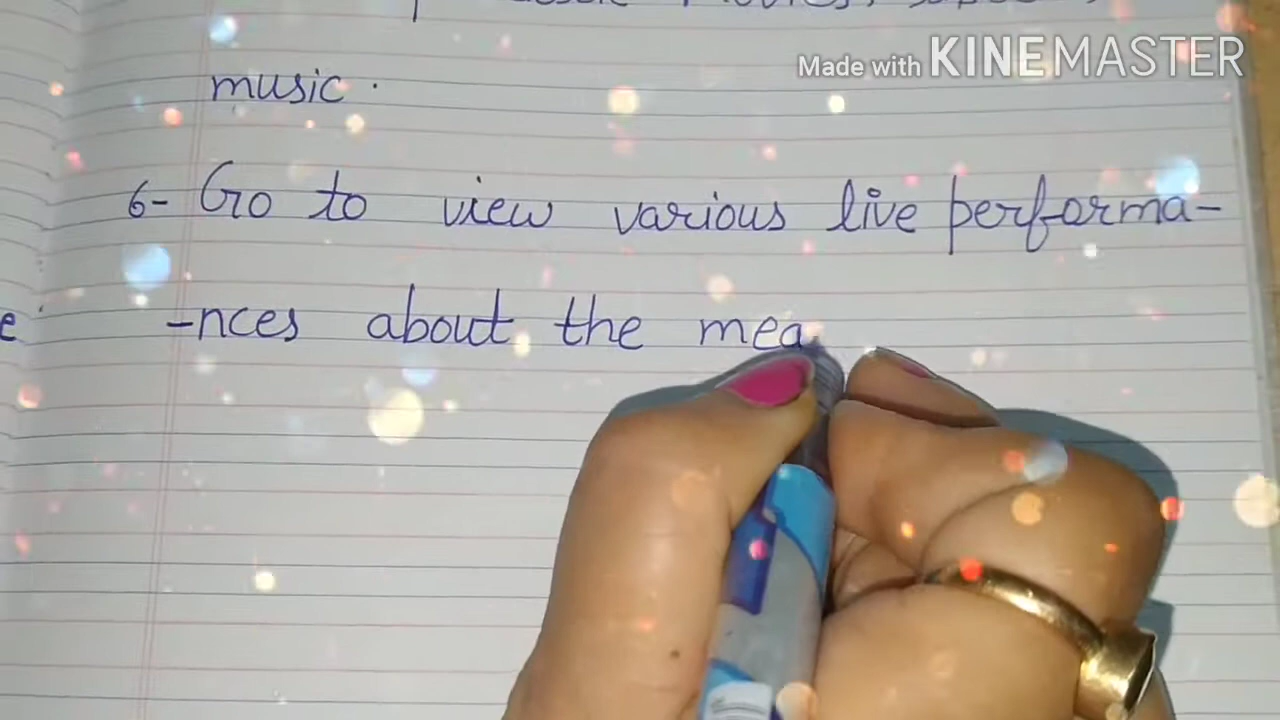 Made with KINEMASTER
music.
6- Go to view various live performa-
-nces about the mea